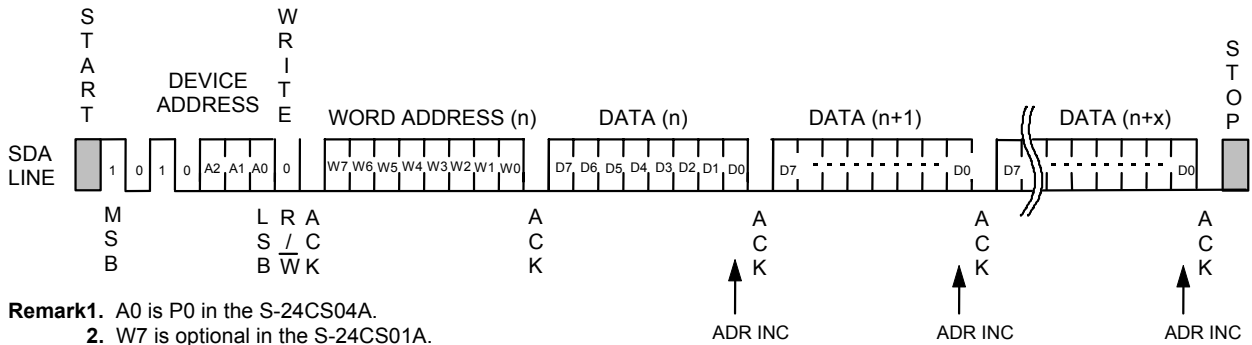 START
WRITE
STOP
DEVICE
ADDRESS
WORD ADDRESS (n)
DATA (n)
DATA (n+1)
DATA (n+x)
SDA
LINE
1 0 1 0 A2 A1 A0 0 W7 W6 W5 W4 W3 W2 W1 W0 D7 D6 D5 D4 D3 D2 D1 D0 D7 D0 D7 D0
MSB
LSB
R/W
ACK
ACK
ACK
ACK
ACK
ADR INC
ADR INC
ADR INC
Remark1. A0 is P0 in the S-24CS04A.
2. W7 is optional in the S-24CS01A.